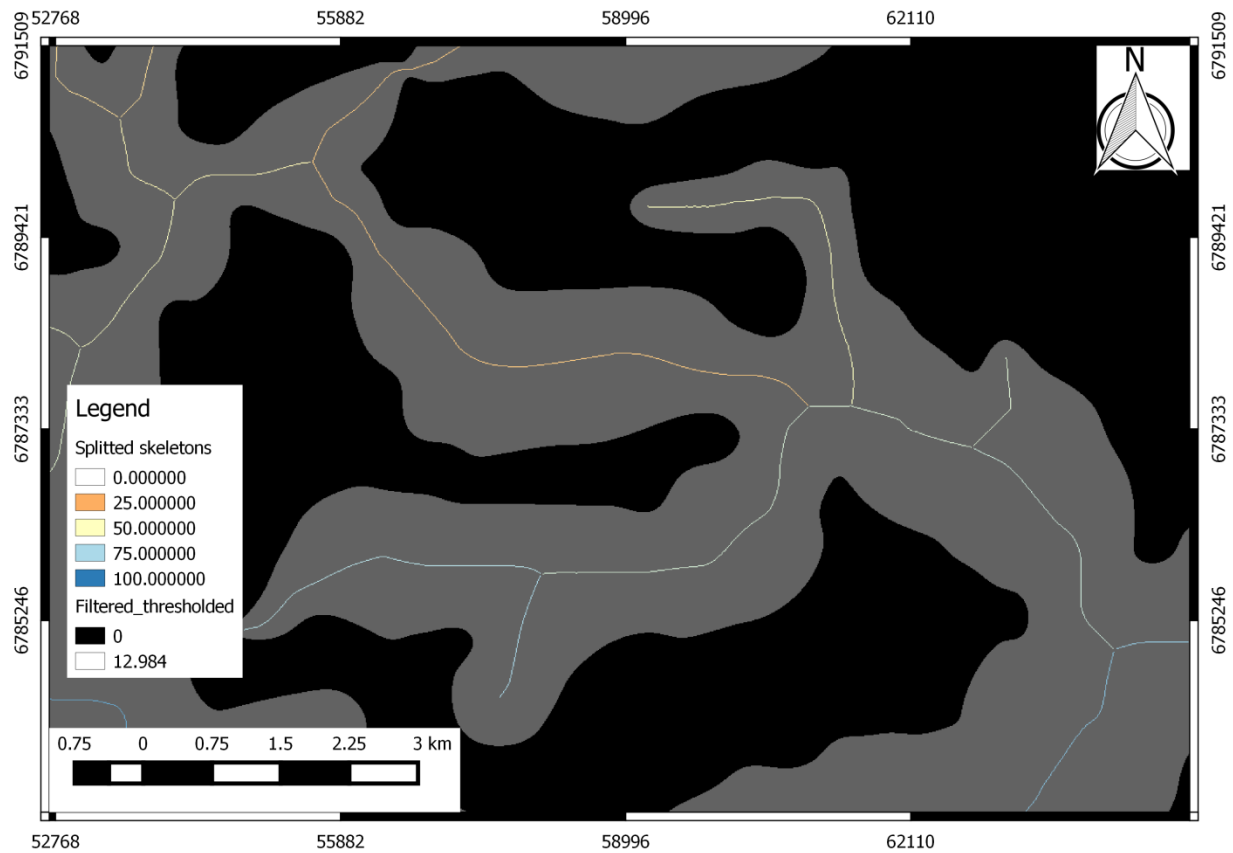 52768 55882 58996 62110
6791509 6791509
N
6789421 6789421
6787333 6787333
Legend
Splitted skeletons
0.000000
25.000000
50.000000
75.000000
100.000000
Filtered_thresholded
0
12.984
6785246 6785246
0.75 0 0.75 1.5 2.25 3 km
52768 55882 58996 62110